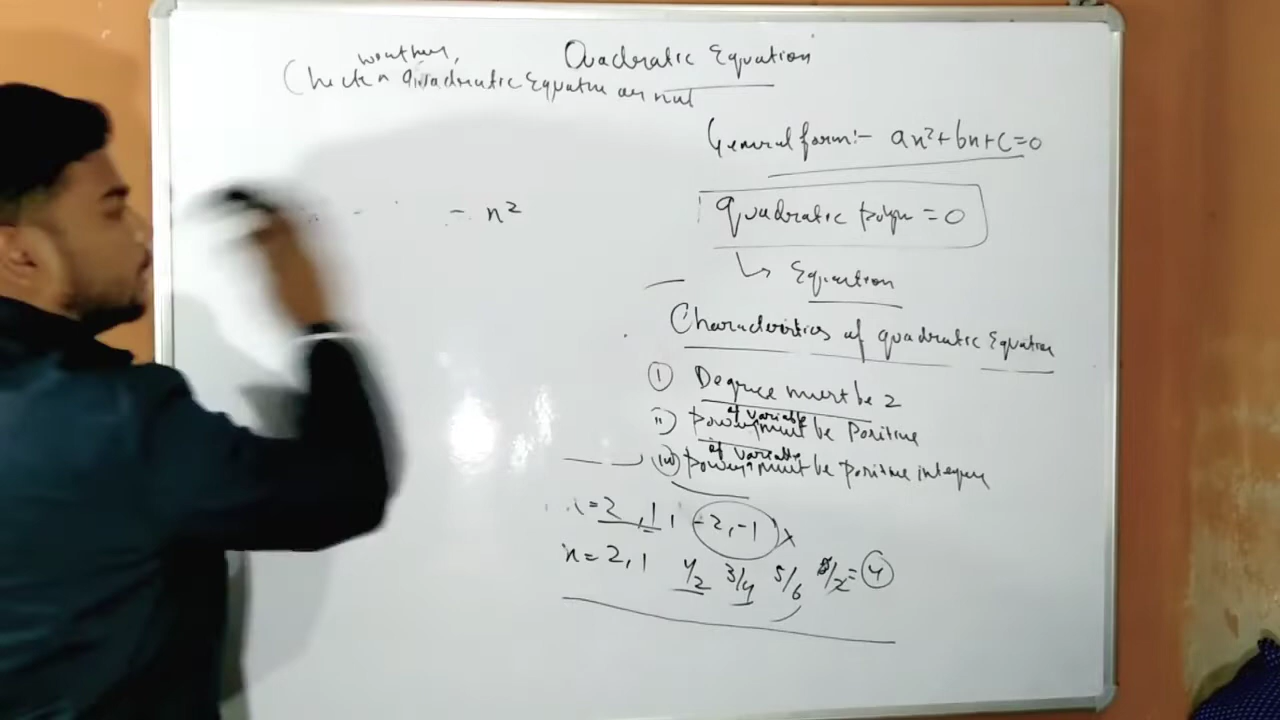 Quadratic Equation
Check quadratic Equation or not
General form:- ax²+bx+c=0
- x²
quadratic polyn = 0
↳ Equation
Characteristics of quadratic Equation
(i) Degree must be 2
of variable
ii) power must be Positive
of variable
(iii) power must be positive integer
=2, 1, -2, -1 ×
x=2, 1 1/2 3/4 5/6 8/2=4